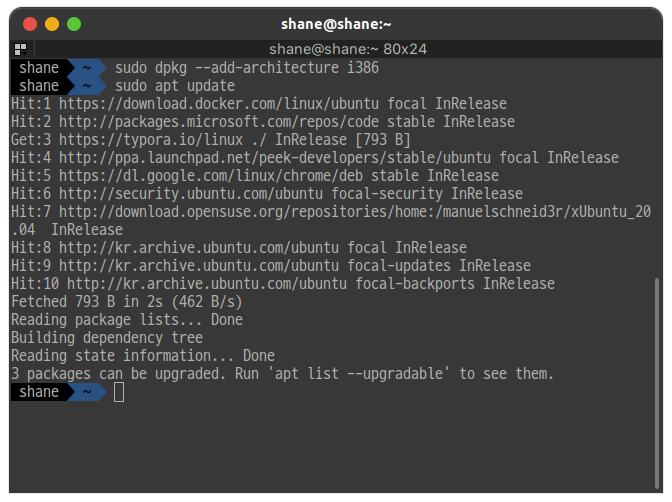 shane@shane:~
shane@shane:~ 80x24
shane ~ sudo dpkg --add-architecture i386
shane ~ sudo apt update
Hit:1 https://download.docker.com/linux/ubuntu focal InRelease
Hit:2 http://packages.microsoft.com/repos/code stable InRelease
Get:3 https://typora.io/linux ./ InRelease [793 B]
Hit:4 http://ppa.launchpad.net/peek-developers/stable/ubuntu focal InRelease
Hit:5 https://dl.google.com/linux/chrome/deb stable InRelease
Hit:6 http://security.ubuntu.com/ubuntu focal-security InRelease
Hit:7 http://download.opensuse.org/repositories/home:/manuelschneid3r/xUbuntu_20
.04  InRelease
Hit:8 http://kr.archive.ubuntu.com/ubuntu focal InRelease
Hit:9 http://kr.archive.ubuntu.com/ubuntu focal-updates InRelease
Hit:10 http://kr.archive.ubuntu.com/ubuntu focal-backports InRelease
Fetched 793 B in 2s (462 B/s)
Reading package lists... Done
Building dependency tree
Reading state information... Done
3 packages can be upgraded. Run 'apt list --upgradable' to see them.
shane ~